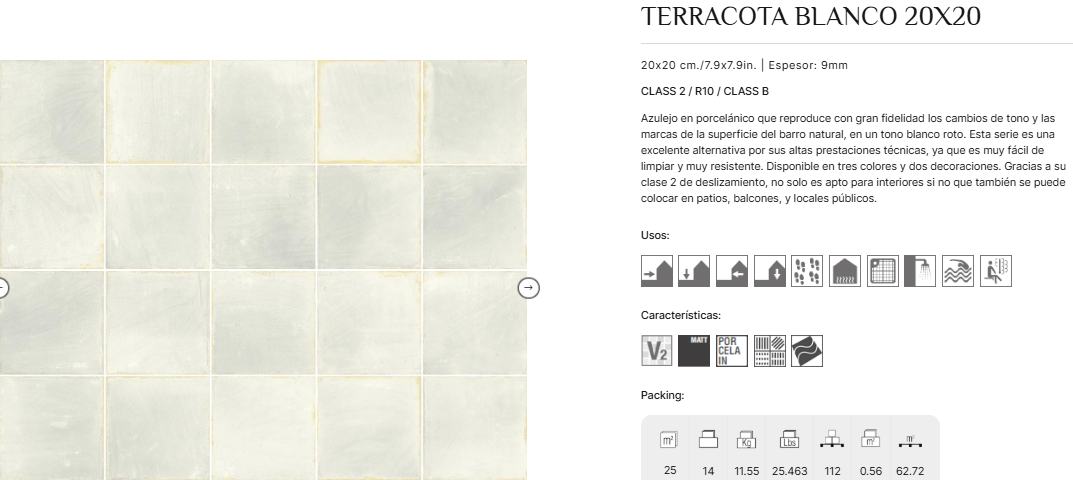 TERRACOTA BLANCO 20X20
20x20 cm./7.9x7.9in. | Espesor: 9mm
CLASS 2 / R10 / CLASS B
Azulejo en porcelánico que reproduce con gran fidelidad los cambios de tono y las
marcas de la superficie del barro natural, en un tono blanco roto. Esta serie es una
excelente alternativa por sus altas prestaciones técnicas, ya que es muy fácil de
limpiar y muy resistente. Disponible en tres colores y dos decoraciones. Gracias a su
clase 2 de deslizamiento, no solo es apto para interiores si no que también se puede
colocar en patios, balcones, y locales públicos.
Usos:
Características:
V2
MATT
POR
CELA
IN
Packing:
m² Kg Lbs m² m²
25 14 11.55 25.463 112 0.56 62.72